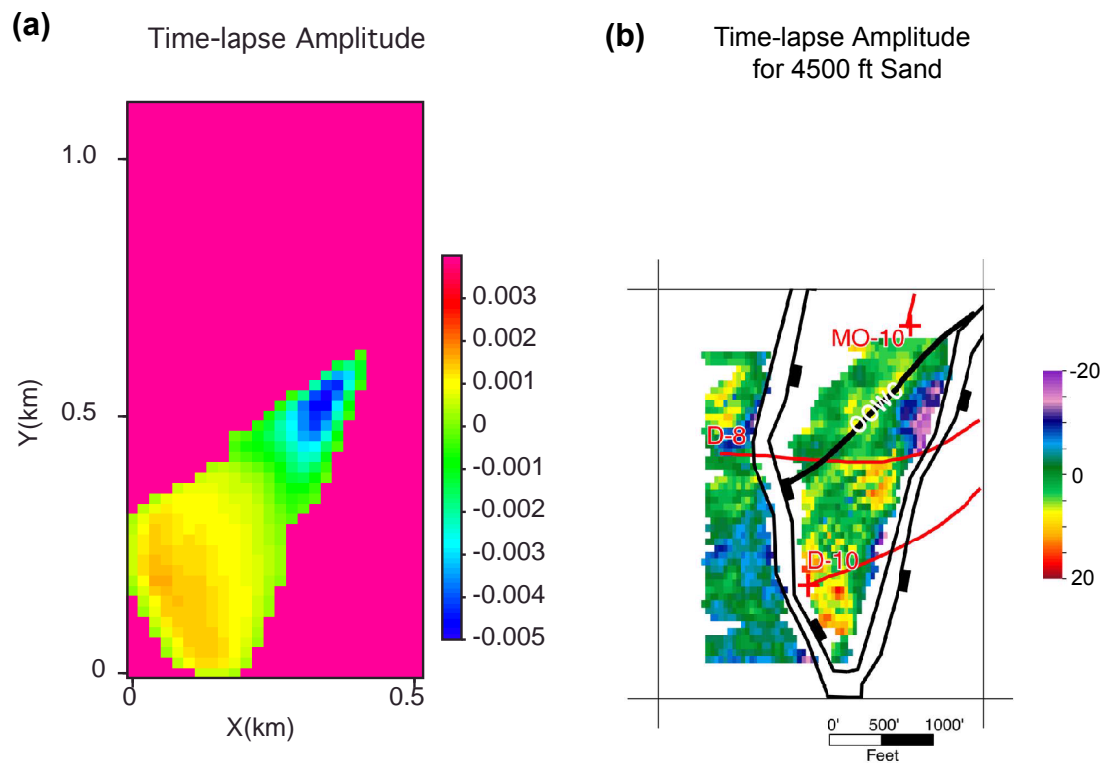 (a)
Time-lapse Amplitude
1.0
0.5
0
Y(km)
0
0.5
X(km)
0.003
0.002
0.001
0
-0.001
-0.002
-0.003
-0.004
-0.005
(b)
Time-lapse Amplitude
for 4500 ft Sand
MO-10
OOWC
D-8
D-10
-20
0
20
0' 500' 1000'
Feet